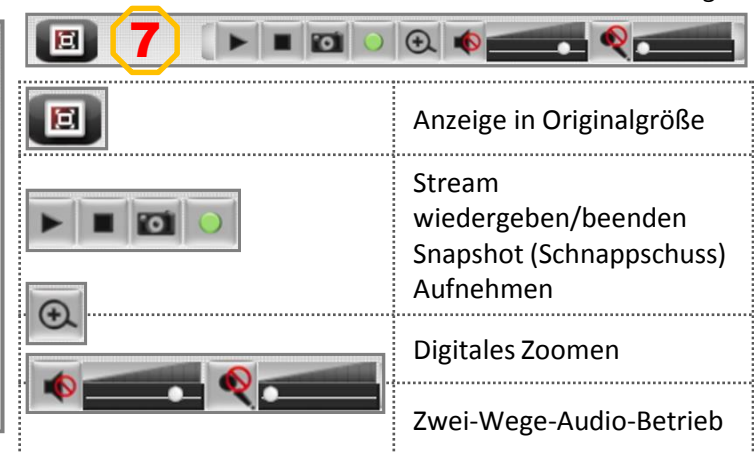 7
Anzeige in Originalgröße
Stream
wiedergeben/beenden
Snapshot (Schnappschuss)
Aufnehmen
Digitales Zoomen
Zwei-Wege-Audio-Betrieb